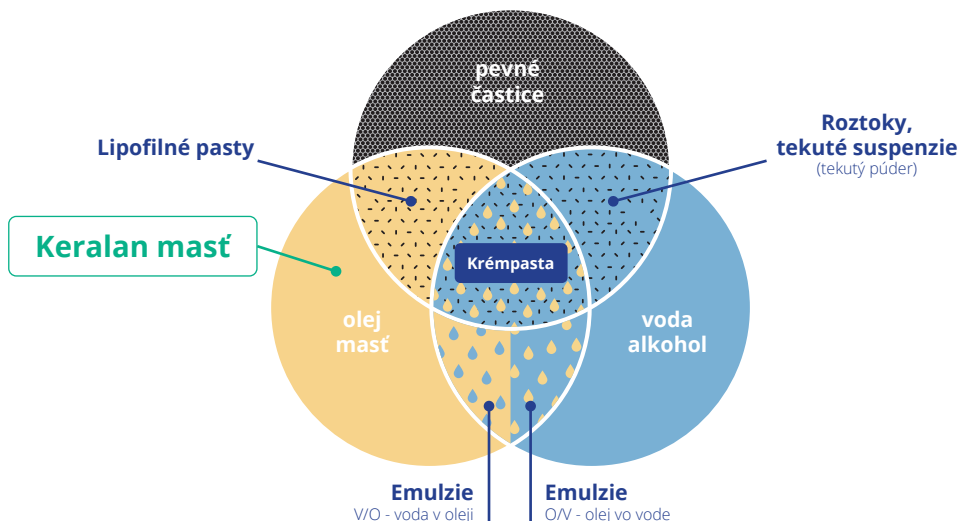 pevné
častice
Lipofilné pasty
Roztoky,
tekuté suspenzie
(tekutý púder)
Keralan masť
Krémpasta
olej
masť
voda
alkohol
Emulzie
V/O - voda v oleji
Emulzie
O/V - olej vo vode